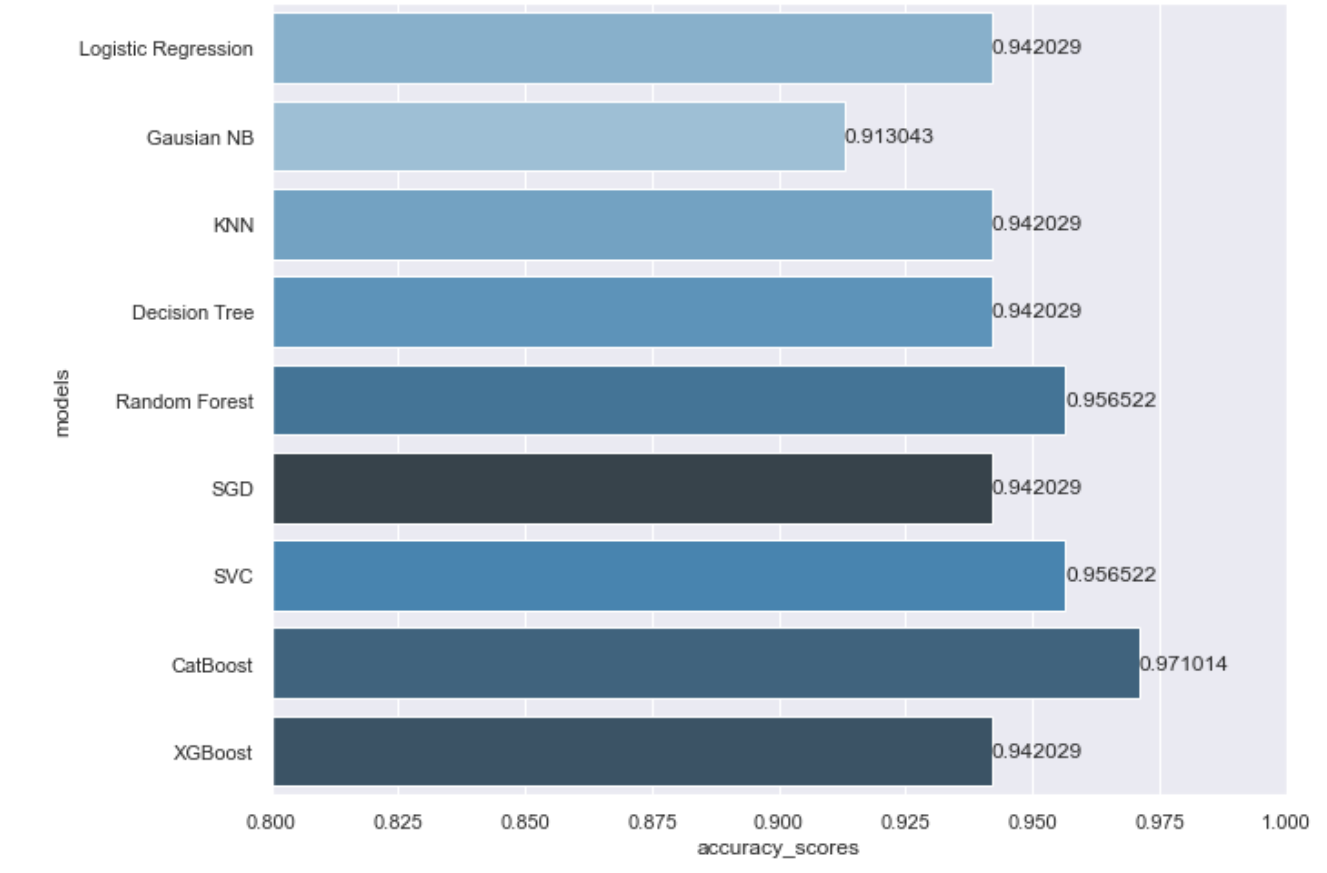 Logistic Regression 0.942029
Gausian NB 0.913043
KNN 0.942029
Decision Tree 0.942029
models
Random Forest 0.956522
SGD 0.942029
SVC 0.956522
CatBoost 0.971014
XGBoost 0.942029
0.800 0.825 0.850 0.875 0.900 0.925 0.950 0.975 1.000
accuracy_scores